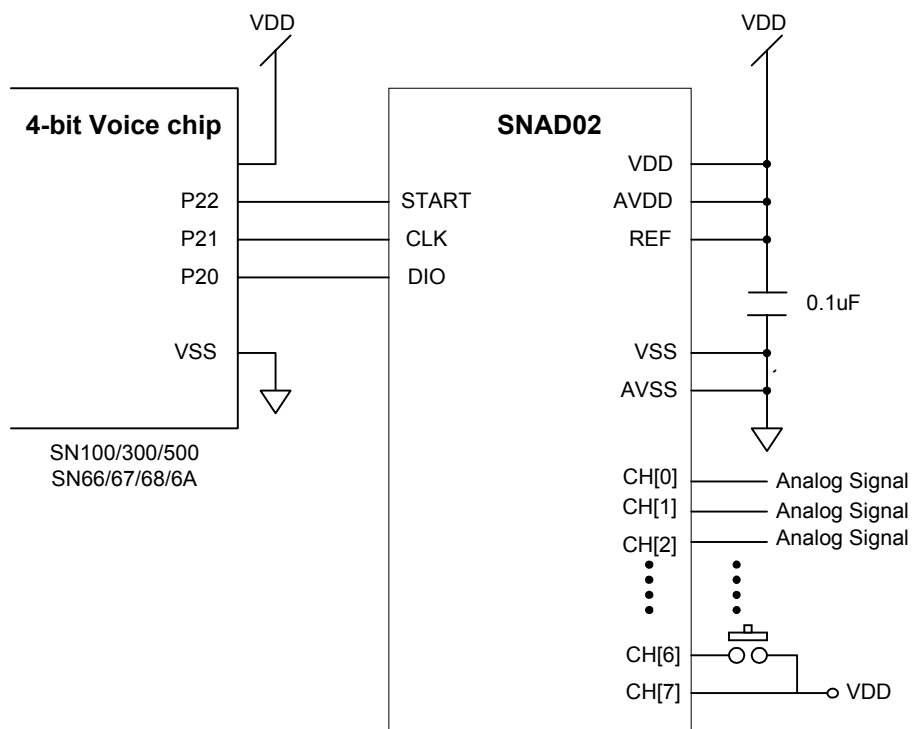 VDD
VDD
4-bit Voice chip
SNAD02
VDD
P22
START
AVDD
P21
CLK
REF
P20
DIO
0.1uF
VSS
VSS
AVSS
SN100/300/500
SN66/67/68/6A
CH[0]
Analog Signal
CH[1]
Analog Signal
CH[2]
Analog Signal
CH[6]
CH[7]
VDD